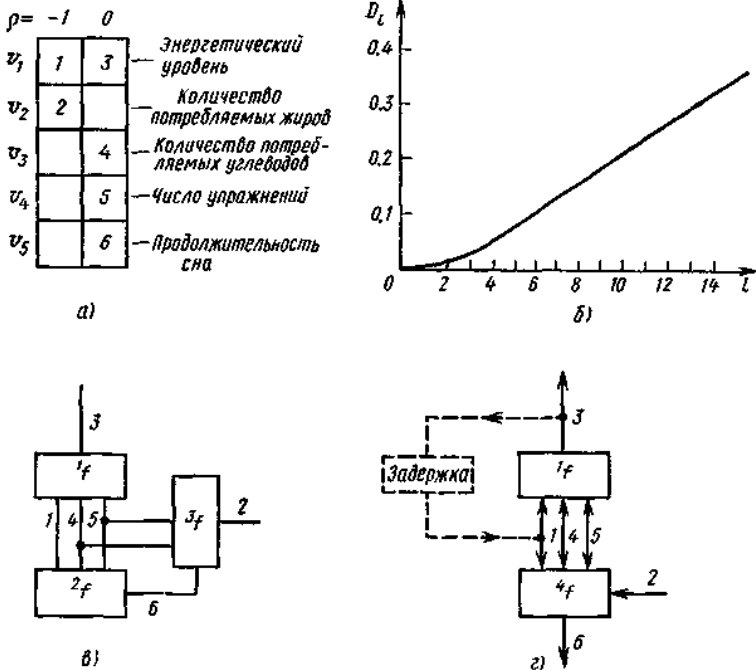 ρ= -1 0
v₁ 1 3 Энергетический
уровень
v₂ 2 Количество
потребляемых жиров
v₃ 4 Количество потреб-
ляемых углеводов
v₄ 5 Число упражнений
v₅ 6 Продолжительность
сна
а)
Dᵢ
0,4
0.3
0.2
0.1
0 2 4 6 8 10 12 14 i
б)
3
¹f
1 4 5
³f 2
²f
6
в)
3
Задержка
¹f
1 4 5
⁴f 2
6
г)